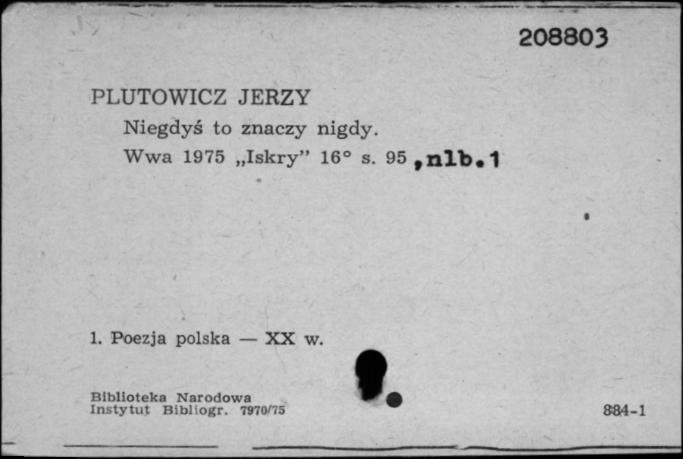 208803
PLUTOWICZ JERZY
Niegdyś to znaczy nigdy.
Wwa 1975 „Iskry” 16° s. 95 , nlb. 1
1. Poezja polska — XX w.
Biblioteka Narodowa
Instytut Bibliogr. 7970/75
884-1